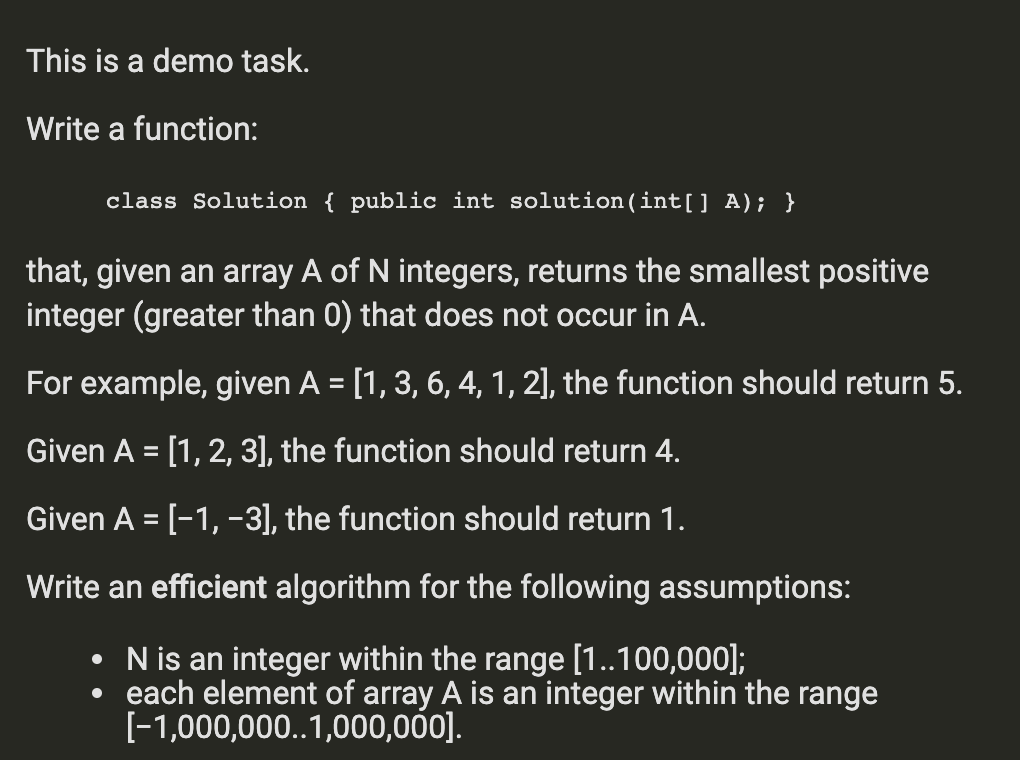 This is a demo task.
Write a function:
class Solution { public int solution(int[] A); }
that, given an array A of N integers, returns the smallest positive
integer (greater than 0) that does not occur in A.
For example, given A = [1, 3, 6, 4, 1, 2], the function should return 5.
Given A = [1, 2, 3], the function should return 4.
Given A = [−1, −3], the function should return 1.
Write an efficient algorithm for the following assumptions:
• N is an integer within the range [1..100,000];
• each element of array A is an integer within the range
[−1,000,000..1,000,000].